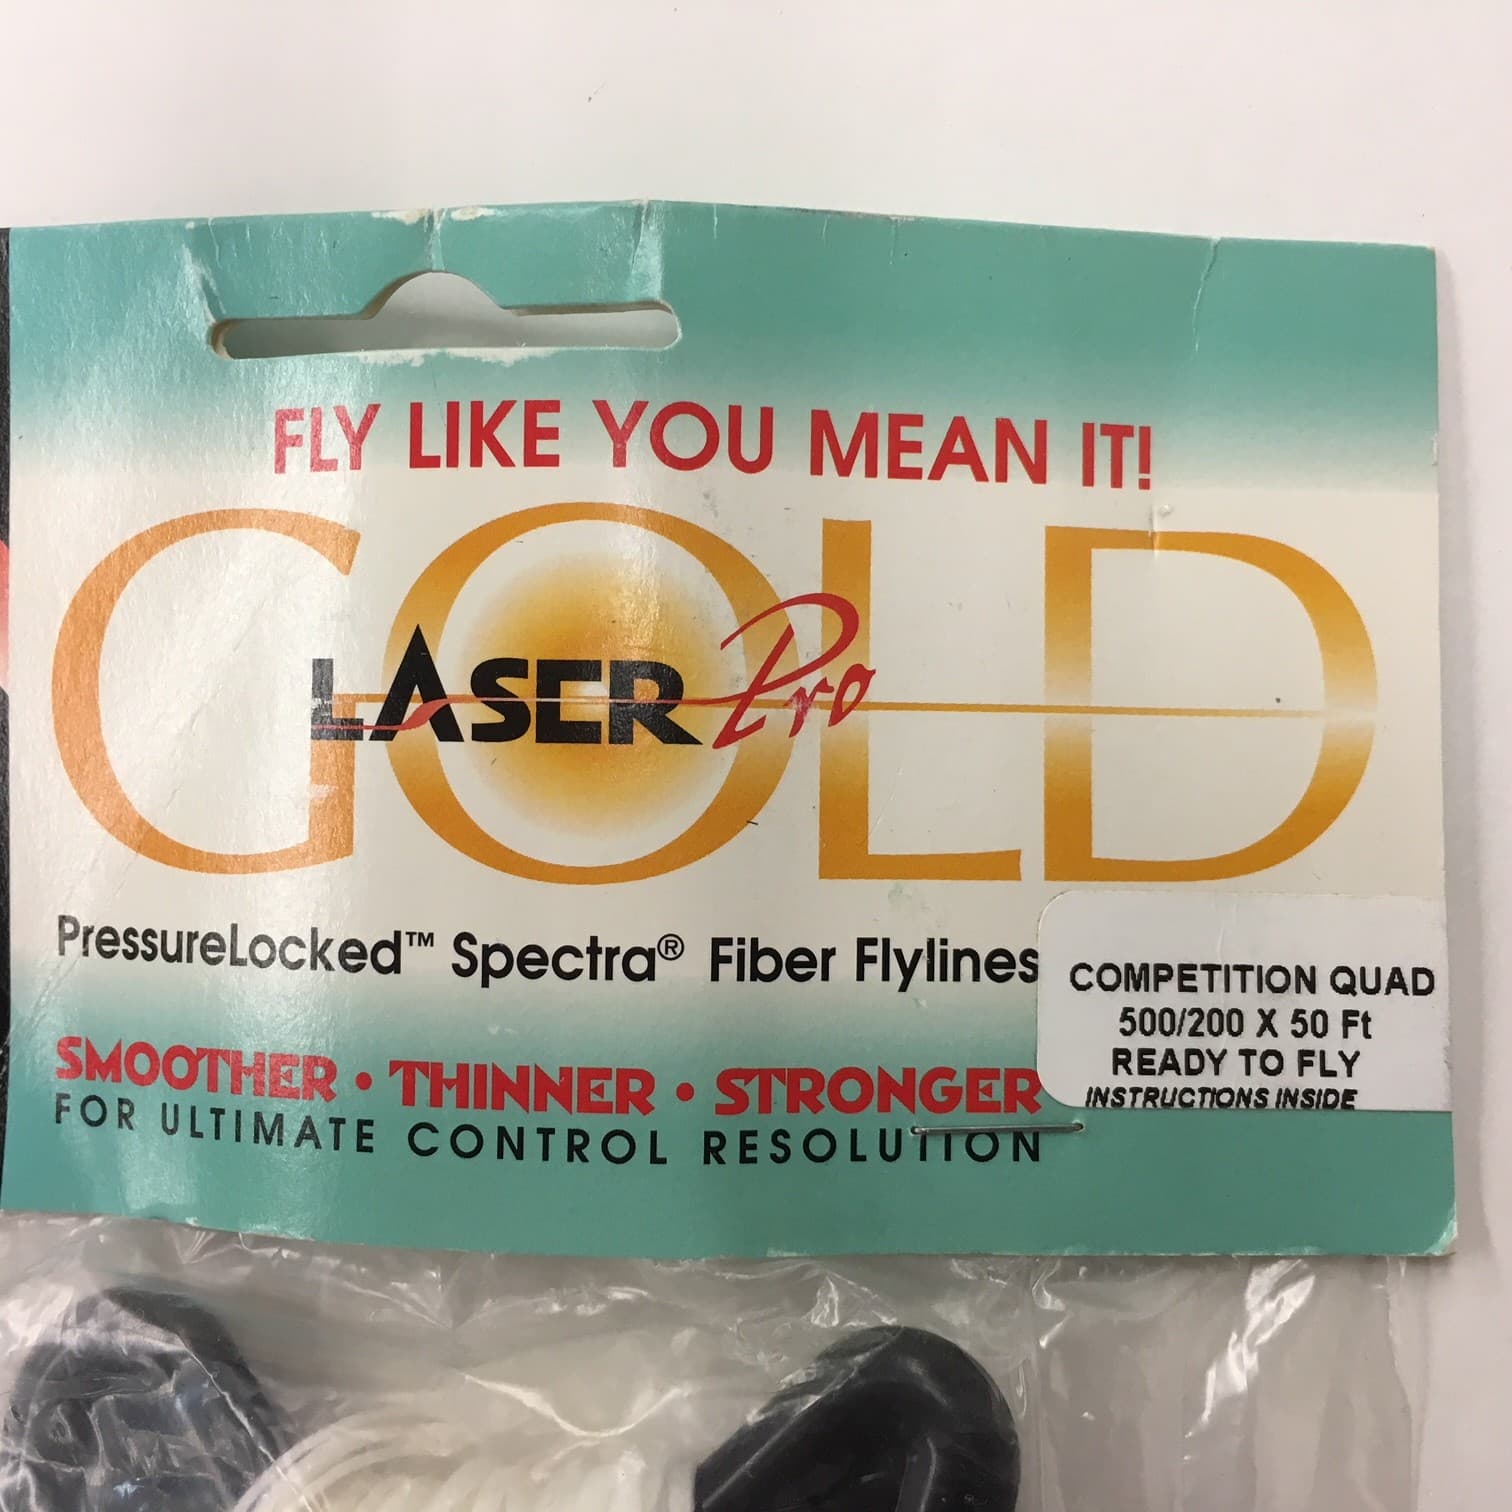 FLY LIKE YOU MEAN IT!
GOLD
LASER Pro
PressureLocked™ Spectra® Fiber Flylines
SMOOTHER • THINNER • STRONGER
FOR ULTIMATE CONTROL RESOLUTION
COMPETITION QUAD
500/200 X 50 Ft
READY TO FLY
INSTRUCTIONS INSIDE